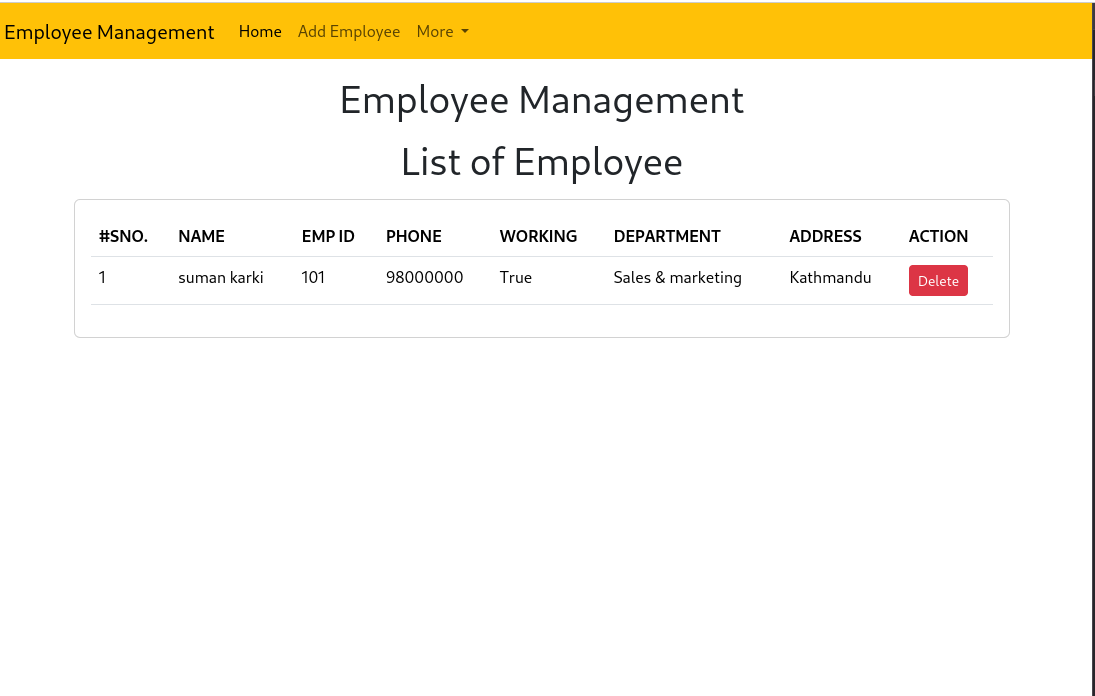 Employee Management Home Add Employee More
Employee Management
List of Employee
#SNO. NAME EMP ID PHONE WORKING DEPARTMENT ADDRESS ACTION
1 suman karki 101 98000000 True Sales & marketing Kathmandu Delete